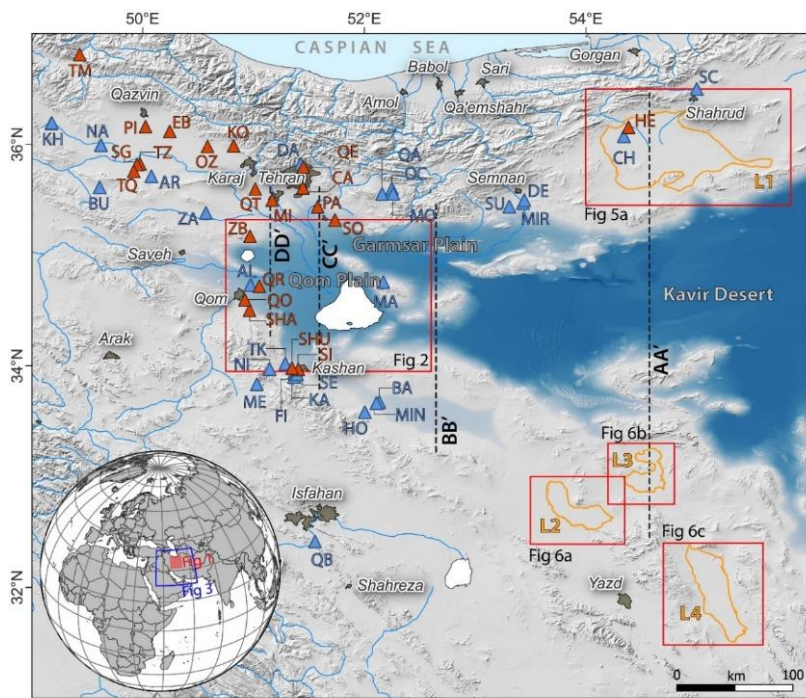 50°E
52°E
54°E
CASPIAN SEA
Gorgan
TM
Babol
Sari
SC
Qazvin
Amol
Qa'emshahr
Shahrud
KH
NA
PI
EB
KO
DA
QE
HE
36°N
36°N
SG
TZ
OZ
CA
QA
CH
TQ
AR
Karaj
Tehran
OC
Semnan
L1
BU
QT
PA
DE
ZA
MI
MO
SU
MIR
Fig 5a
ZB
SO
DD'
CC'
Garmsar Plain
Saveh
AL
QR
Qom Plain
Kavir Desert
Qom
QO
MA
SHA
Arak
SHU
TK
SI
Fig 2
AA'
34°N
34°N
NI
Kashan
ME
SE
BA
FI
KA
HO
MIN
BB'
Fig 6b
L3
Isfahan
L2
Fig 6c
QB
Fig 6a
32°N
32°N
Fig 1
Fig 3
Shahreza
Yazd
L4
0
km
100